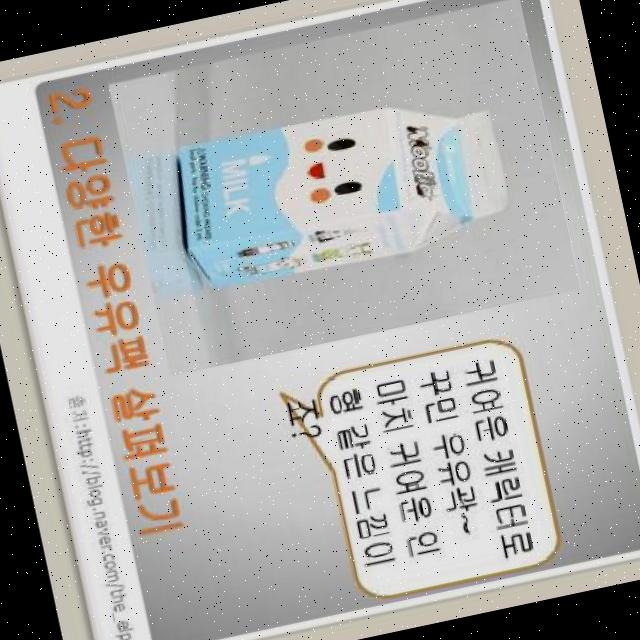 MILK
귀여운 캐릭터로
꾸민 우유곽~
마치 귀여운 인
형 같은 느낌이
죠?
2. 다양한 우유팩 살펴보기
출처:http://blog.naver.com/the_alp